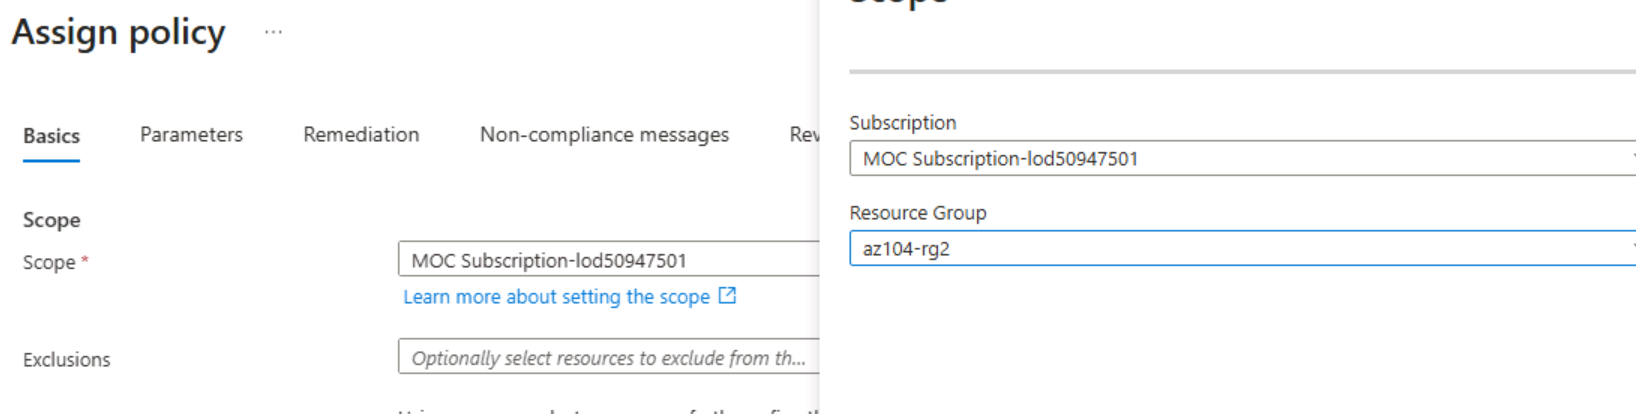 Assign policy ...
Basics Parameters Remediation Non-compliance messages Rev
Scope
Scope *
MOC Subscription-lod50947501
Learn more about setting the scope
Exclusions
Optionally select resources to exclude from th...
Scope
Subscription
MOC Subscription-lod50947501
Resource Group
az104-rg2